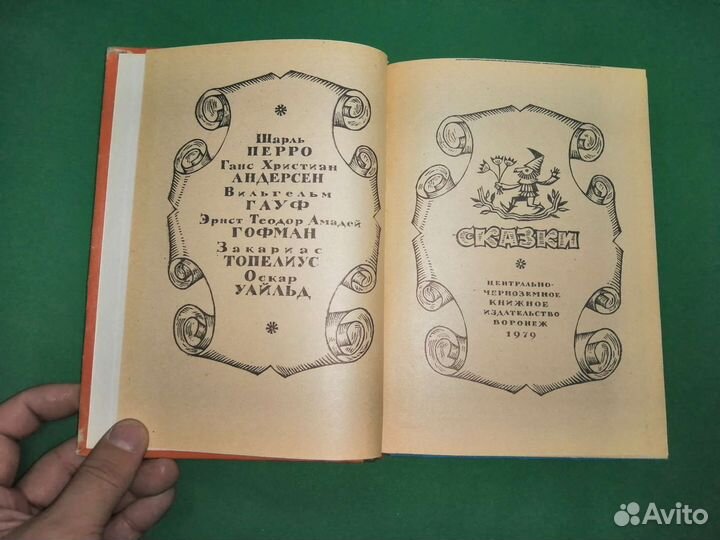 *
Шарль
ПЕРРО
Ганс Христиан
АНДЕРСЕН
Вильгельм
ГАУФ
Эрнст Теодор Амадей
ГОФМАН
Закариас
ТОПЕЛИУС
Оскар
УАЙЛЬД
*
СКАЗКИ
*
ЦЕНТРАЛЬНО-
ЧЕРНОЗЕМНОЕ
КНИЖНОЕ
ИЗДАТЕЛЬСТВО
ВОРОНЕЖ
1979
Avito